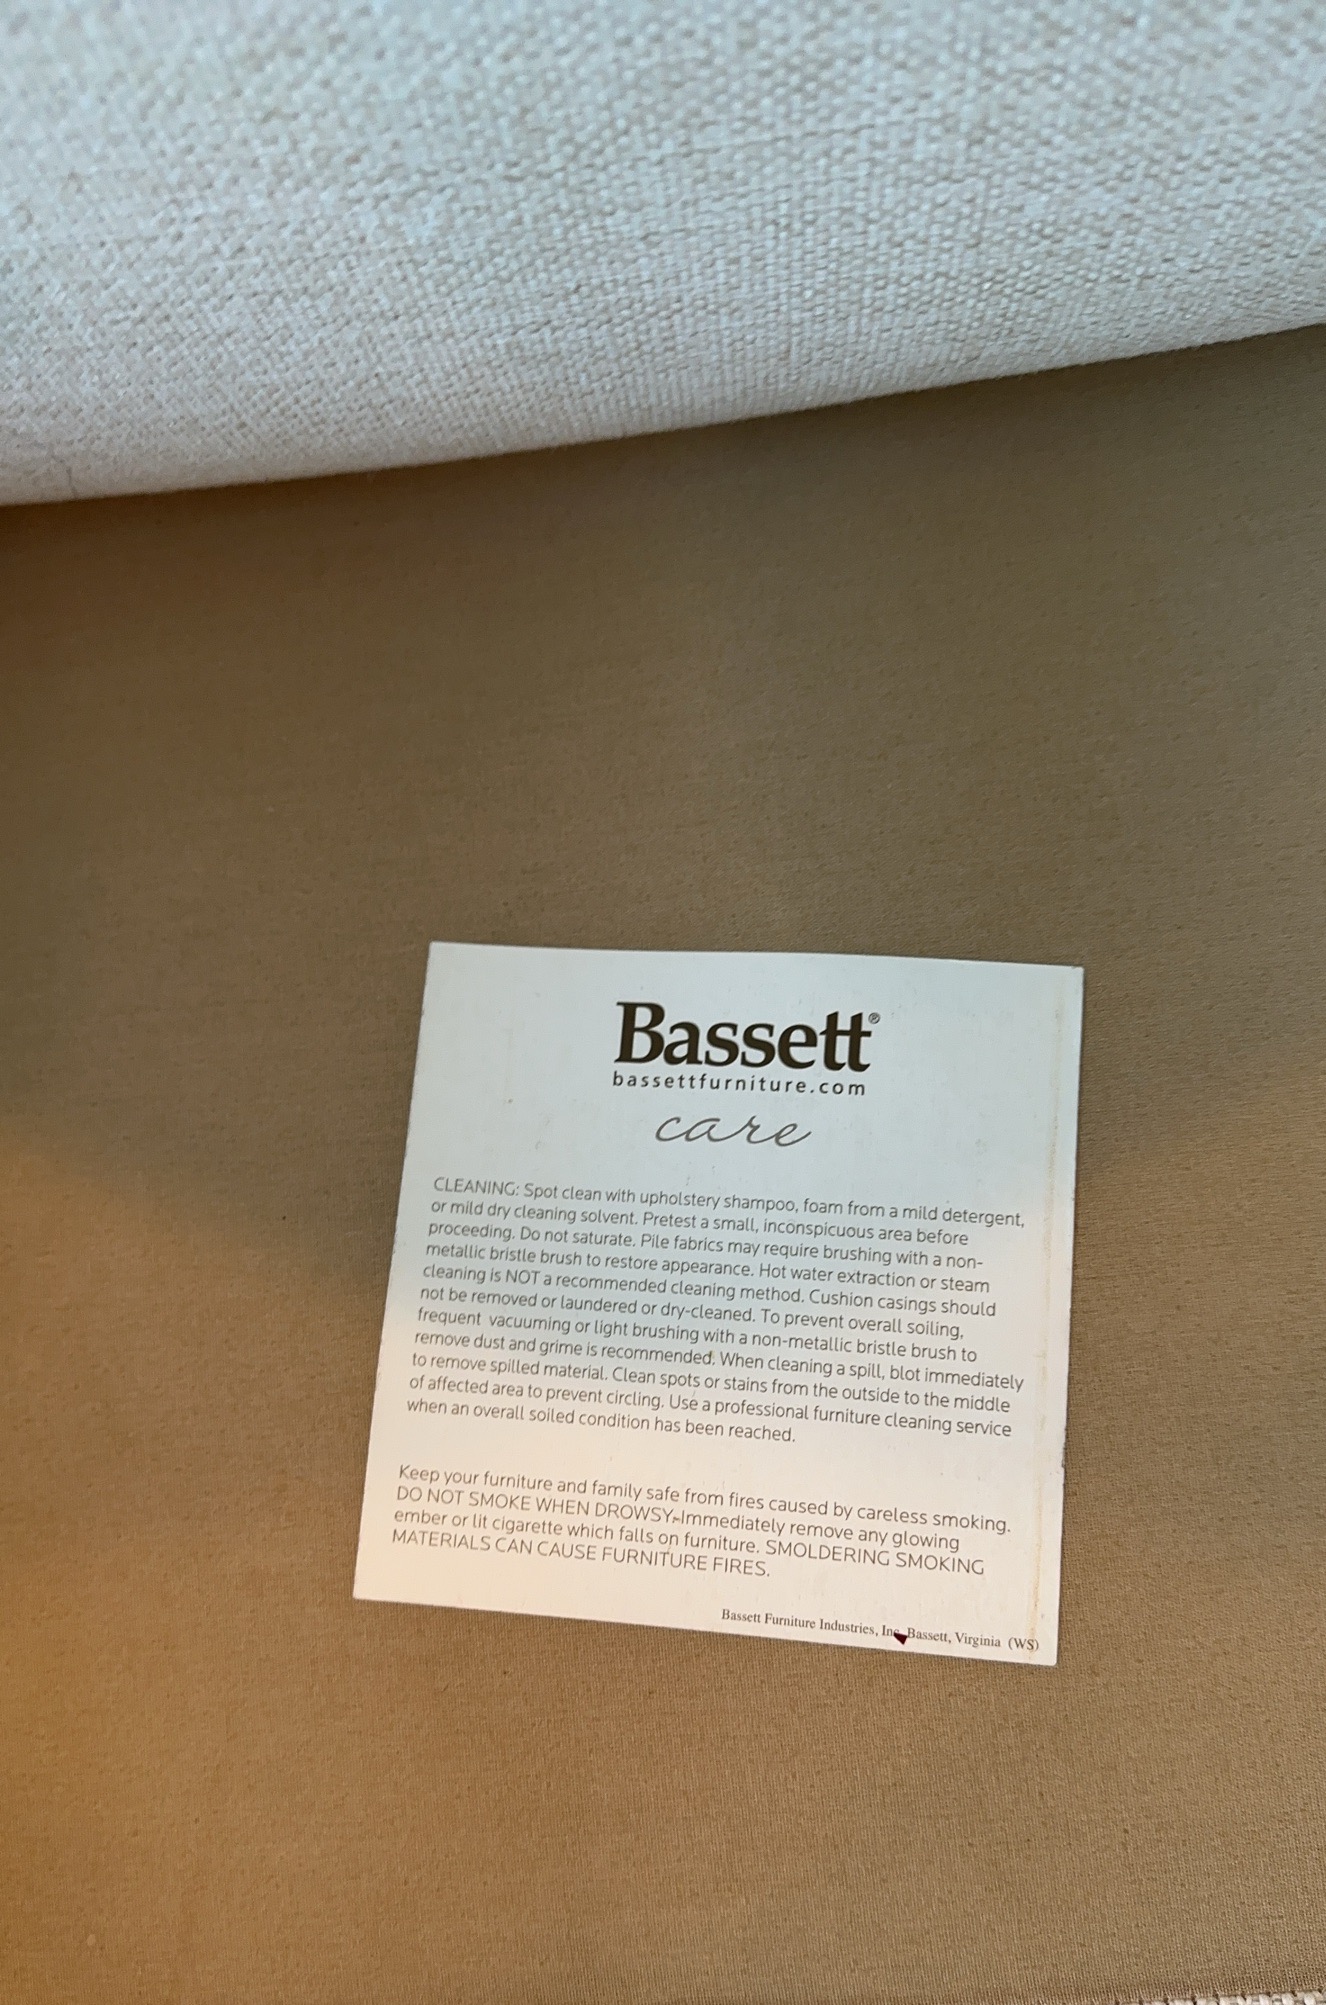 Bassett®
bassettfurniture.com
care
CLEANING: Spot clean with upholstery shampoo, foam from a mild detergent,
or mild dry cleaning solvent. Pretest a small, inconspicuous area before
proceeding. Do not saturate. Pile fabrics may require brushing with a non-
metallic bristle brush to restore appearance. Hot water extraction or steam
cleaning is NOT a recommended cleaning method. Cushion casings should
not be removed or laundered or dry-cleaned. To prevent overall soiling,
frequent vacuuming or light brushing with a non-metallic bristle brush to
remove dust and grime is recommended. When cleaning a spill, blot immediately
to remove spilled material. Clean spots or stains from the outside to the middle
of affected area to prevent circling. Use a professional furniture cleaning service
when an overall soiled condition has been reached.
Keep your furniture and family safe from fires caused by careless smoking.
DO NOT SMOKE WHEN DROWSY-Immediately remove any glowing
ember or lit cigarette which falls on furniture. SMOLDERING SMOKING
MATERIALS CAN CAUSE FURNITURE FIRES.
Bassett Furniture Industries, Inc. Bassett, Virginia (WS)